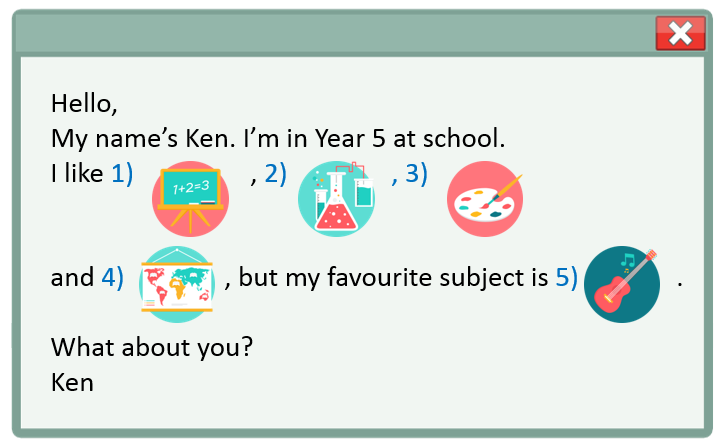 Hello,
My name’s Ken. I’m in Year 5 at school.
I like 1) 1+2=3 , 2) , 3)
and 4) , but my favourite subject is 5) .
What about you?
Ken